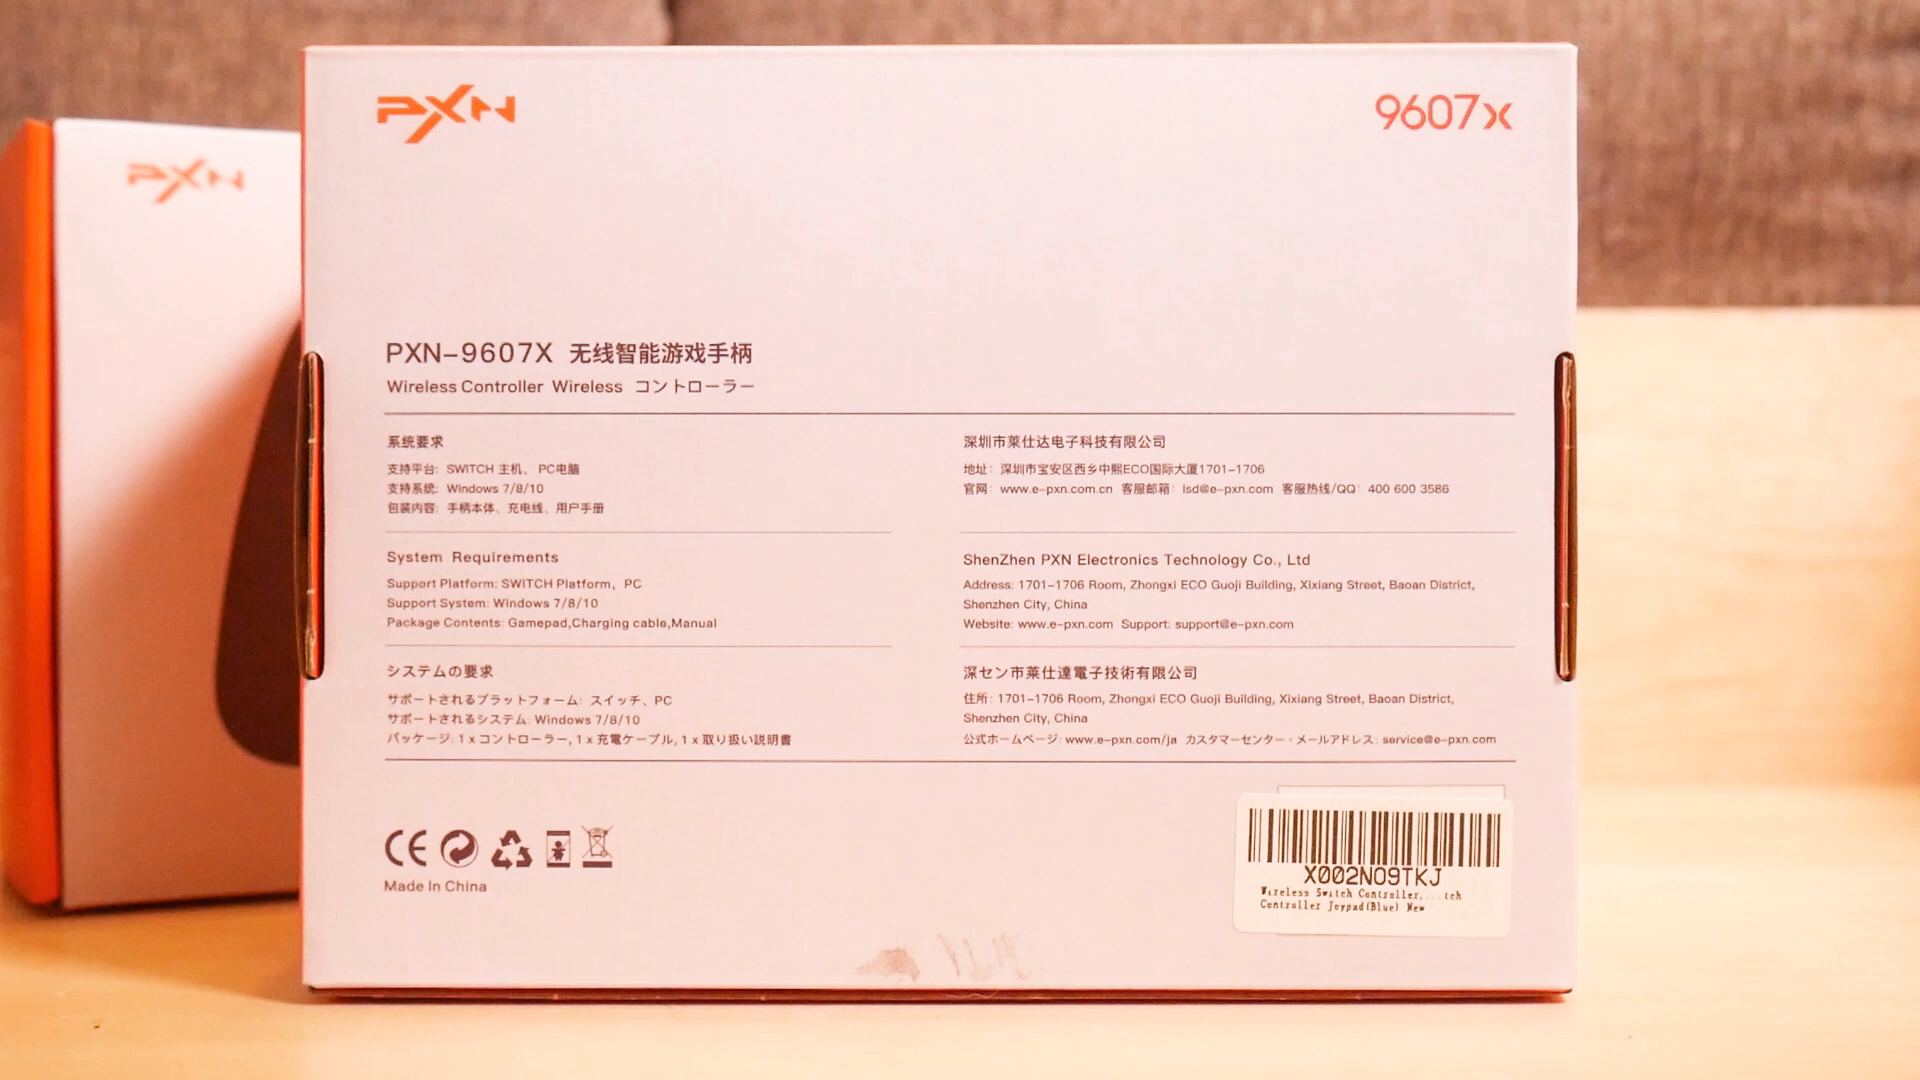 PXN
PXN
9607x
PXN-9607X 无线智能游戏手柄
Wireless Controller Wireless コントローラー
系统要求
支持平台: SWITCH 主机、PC电脑
支持系统: Windows 7/8/10
包装内容: 手柄本体、充电线、用户手册
深圳市莱仕达电子科技有限公司
地址: 深圳市宝安区西乡中熙ECO国际大厦1701-1706
官网: www.e-pxn.com.cn 客服邮箱: lsd@e-pxn.com 客服热线/QQ: 400 600 3586
System Requirements
Support Platform: SWITCH Platform、PC
Support System: Windows 7/8/10
Package Contents: Gamepad,Charging cable,Manual
ShenZhen PXN Electronics Technology Co., Ltd
Address: 1701-1706 Room, Zhongxi ECO Guoji Building, Xixiang Street, Baoan District,
Shenzhen City, China
Website: www.e-pxn.com Support: support@e-pxn.com
システムの要求
サポートされるプラットフォーム: スイッチ、PC
サポートされるシステム: Windows 7/8/10
パッケージ: 1 x コントローラー, 1 x 充電ケーブル, 1 x 取り扱い説明書
深セン市莱仕達電子技術有限公司
住所: 1701-1706 Room, Zhongxi ECO Guoji Building, Xixiang Street, Baoan District,
Shenzhen City, China
公式ホームページ: www.e-pxn.com/ja カスタマーセンター・メールアドレス: service@e-pxn.com
CE
Made In China
X002NO9TKJ
Wireless Switch Controller,...tch
Controller Joypad(Blue) New